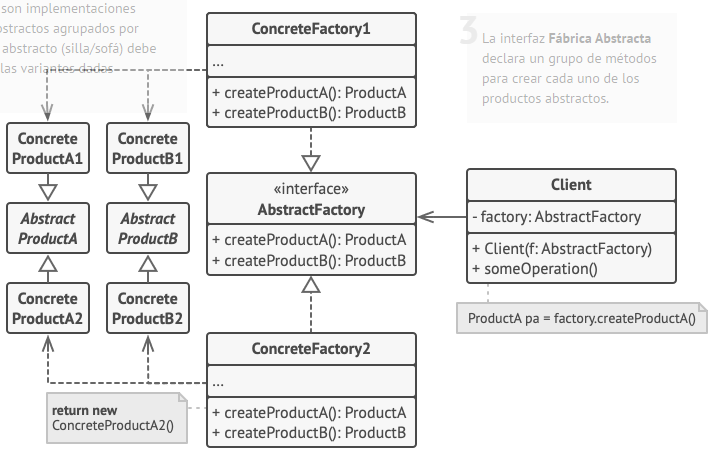 son implementaciones
abstractos agrupados por
abstracto (silla/sofá) debe
las variantes dadas
ConcreteFactory1
...
+ createProductA(): ProductA
+ createProductB(): ProductB
3
La interfaz Fábrica Abstracta
declara un grupo de métodos
para crear cada uno de los
productos abstractos.
Concrete
ProductA1
Concrete
ProductB1
Abstract
ProductA
Abstract
ProductB
Concrete
ProductA2
Concrete
ProductB2
«interface»
AbstractFactory
+ createProductA(): ProductA
+ createProductB(): ProductB
Client
- factory: AbstractFactory
+ Client(f: AbstractFactory)
+ someOperation()
ProductA pa = factory.createProductA()
ConcreteFactory2
...
+ createProductA(): ProductA
+ createProductB(): ProductB
return new
ConcreteProductA2()